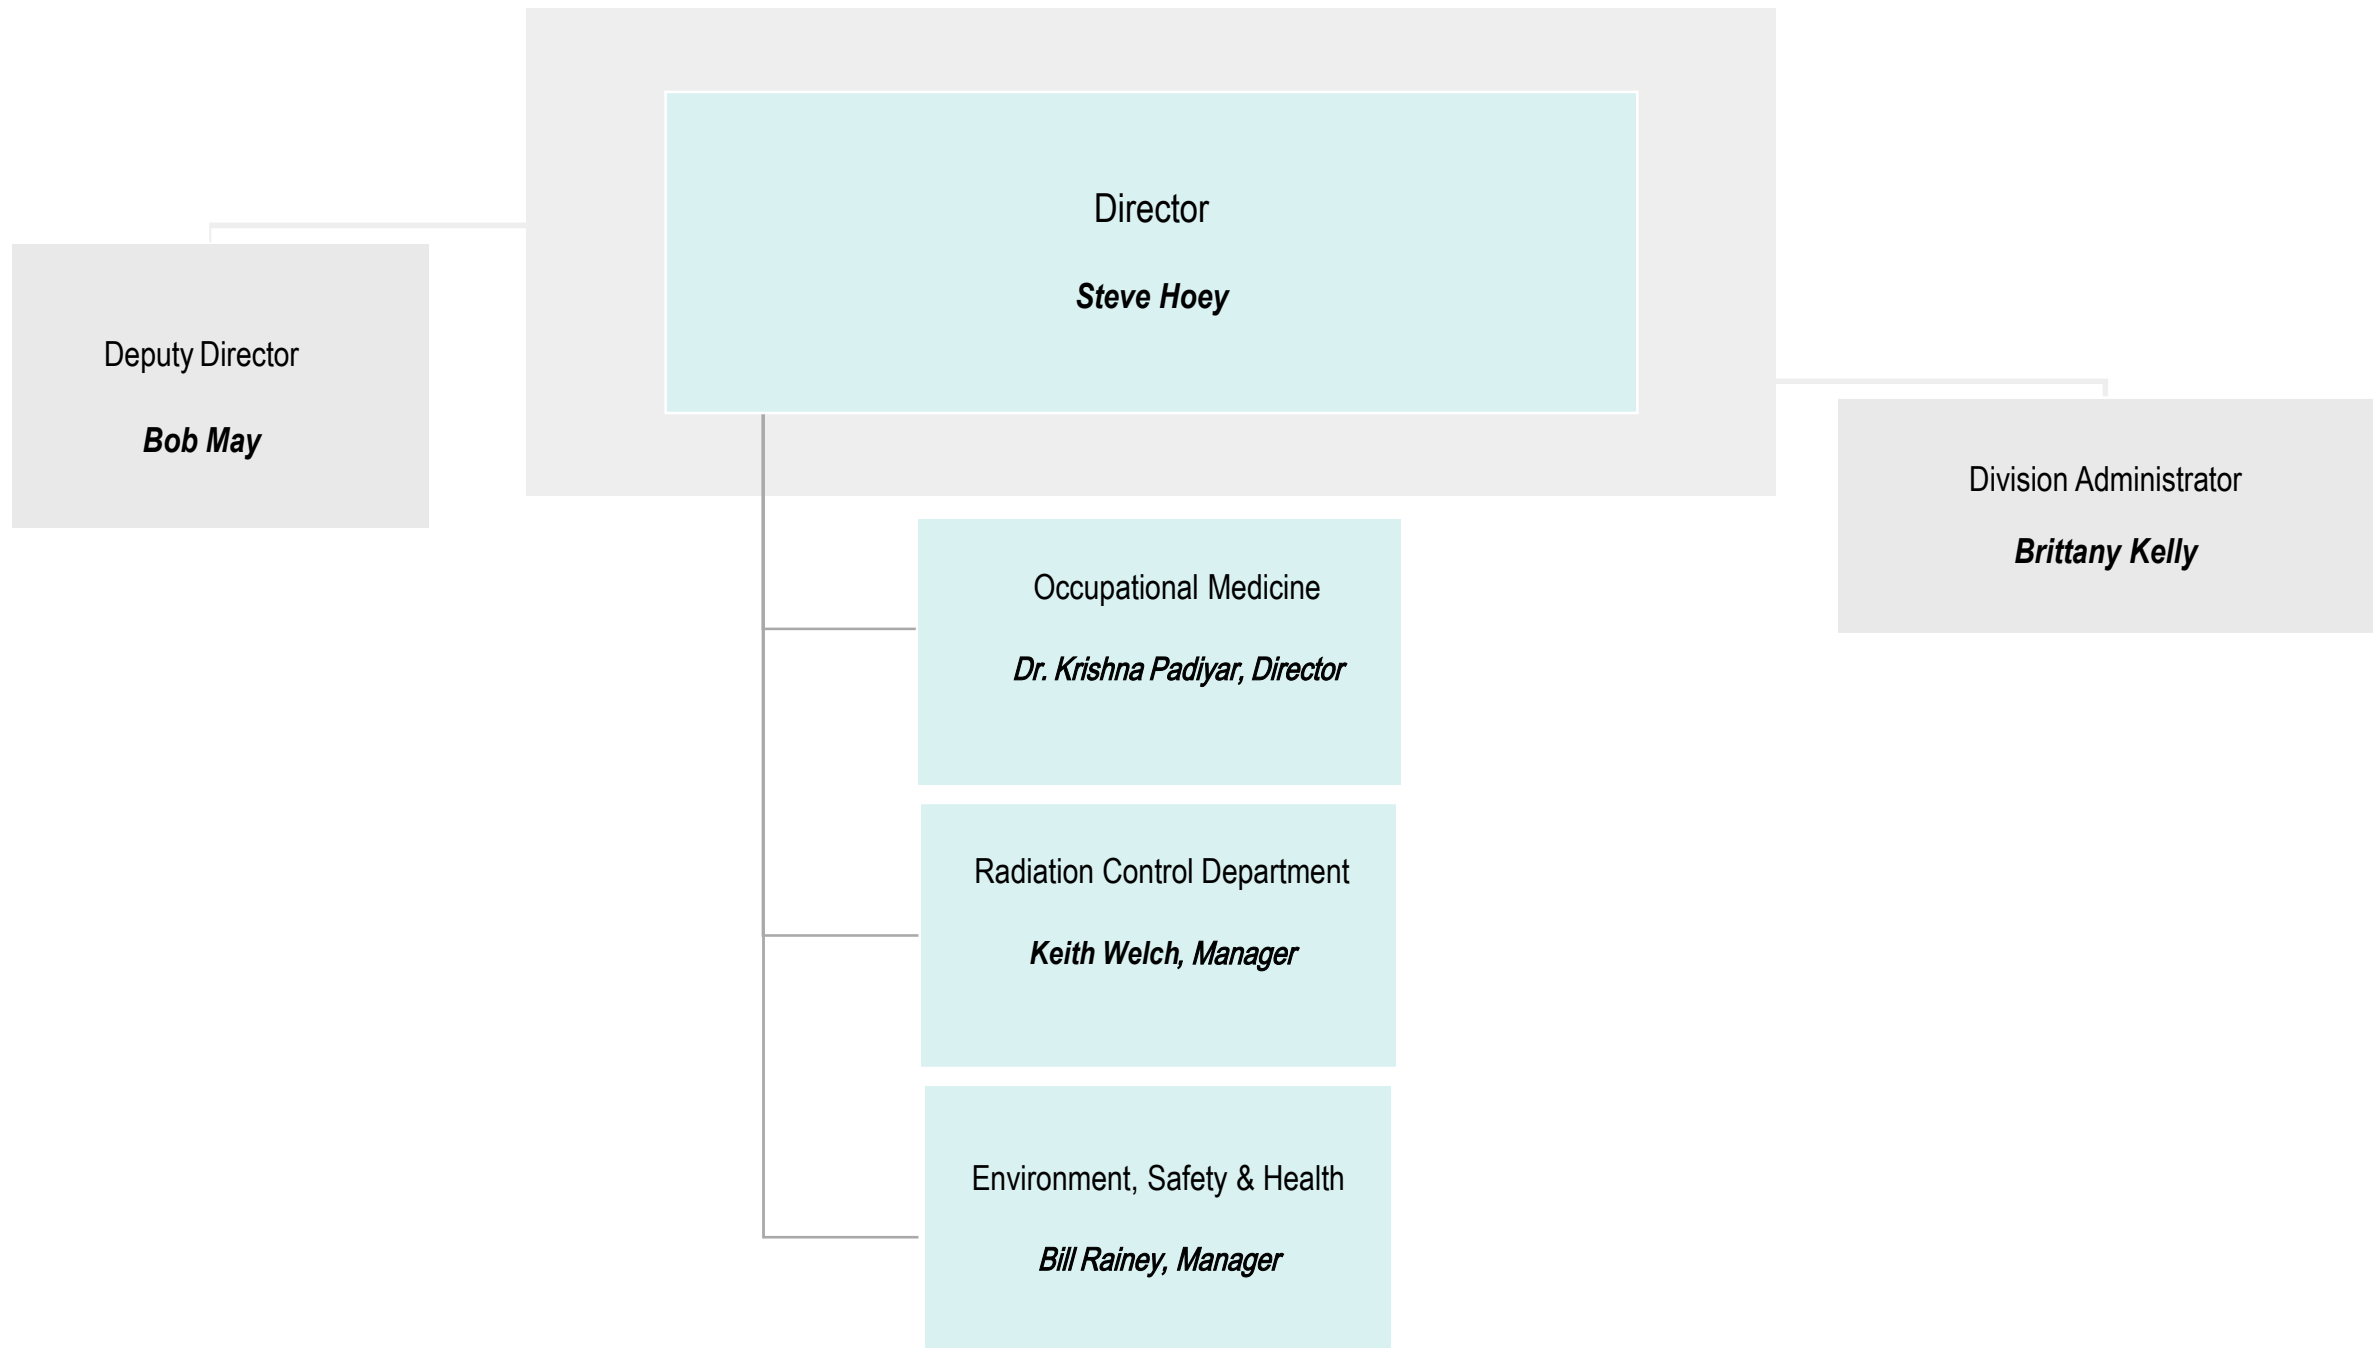 Director
Steve Hoey
Deputy Director
Bob May
Division Administrator
Brittany Kelly
Occupational Medicine
Dr. Krishna Padiyar, Director
Radiation Control Department
Keith Welch, Manager
Environment, Safety & Health
Bill Rainey, Manager